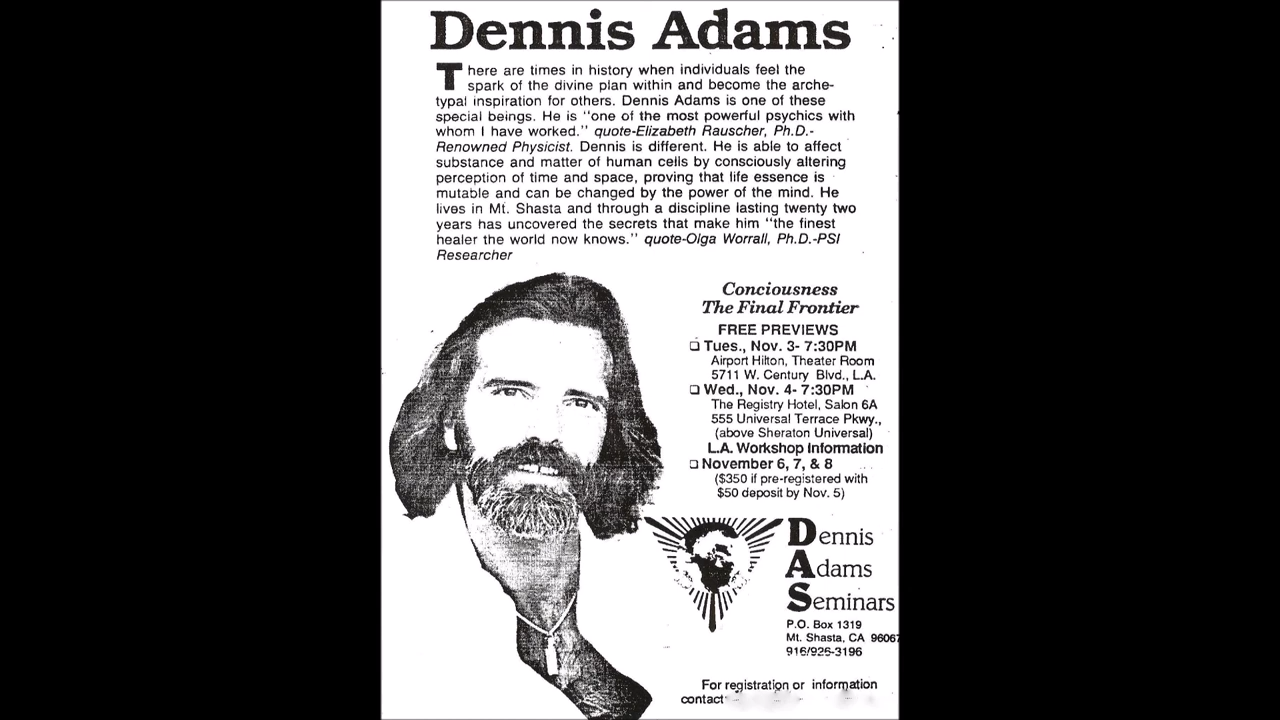 Dennis Adams
There are times in history when individuals feel the
spark of the divine plan within and become the arche-
typal inspiration for others. Dennis Adams is one of these
special beings. He is "one of the most powerful psychics with
whom I have worked." quote-Elizabeth Rauscher, Ph.D.-
Renowned Physicist. Dennis is different. He is able to affect
substance and matter of human cells by consciously altering
perception of time and space, proving that life essence is
mutable and can be changed by the power of the mind. He
lives in Mt. Shasta and through a discipline lasting twenty two
years has uncovered the secrets that make him "the finest
healer the world now knows." quote-Olga Worrall, Ph.D.-PSI
Researcher
Conciousness
The Final Frontier
FREE PREVIEWS
❑ Tues., Nov. 3- 7:30PM
Airport Hilton, Theater Room
5711 W. Century Blvd., L.A.
❑ Wed., Nov. 4- 7:30PM
The Registry Hotel, Salon 6A
555 Universal Terrace Pkwy.,
(above Sheraton Universal)
L.A. Workshop Information
❑ November 6, 7, & 8
($350 if pre-registered with
$50 deposit by Nov. 5)
Dennis
Adams
Seminars
P.O. Box 1319
Mt. Shasta, CA 96067
916/926-3196
For registration or information
contact